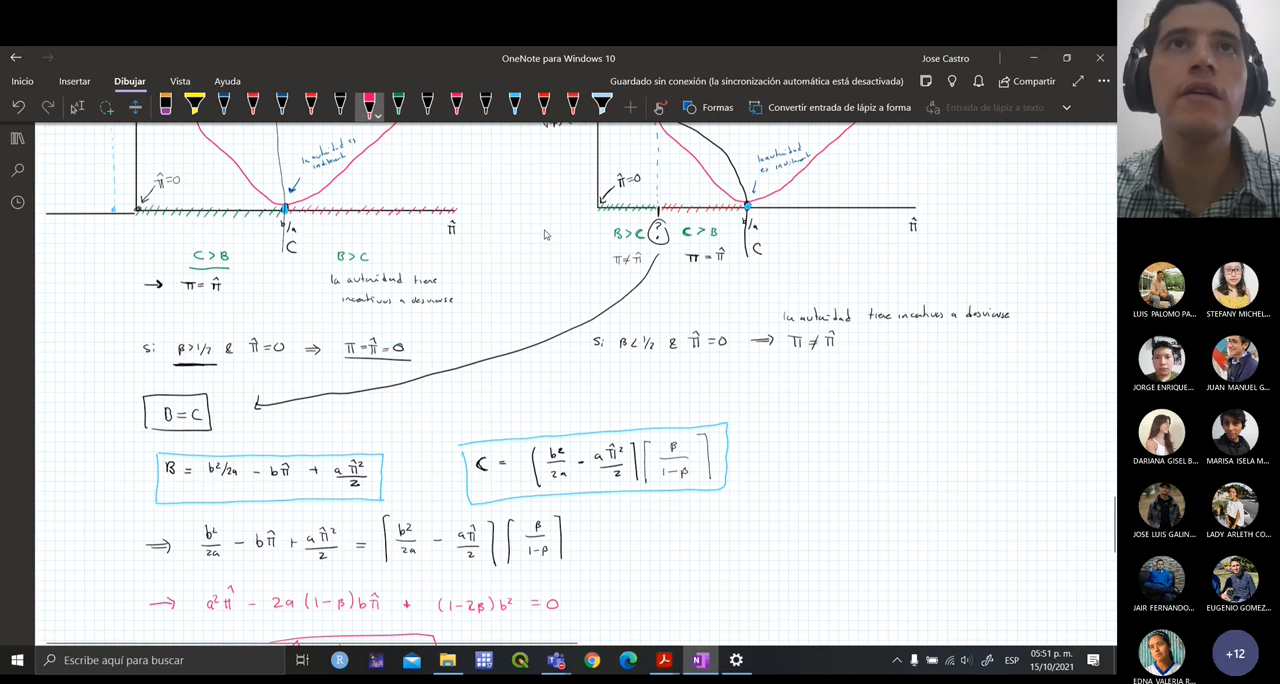 OneNote para Windows 10
Jose Castro
Inicio
Insertar
Dibujar
Vista
Ayuda
Guardado sin conexión (la sincronización automática está desactivada)
Compartir
Formas
Convertir entrada de lápiz a forma
Entrada de lápiz a texto
la autoridad es
indiferente
la autoridad
es indiferente
π̂=0
π̂=0
b/a
π̂
b/a
π̂
C
C
C > B
B > C
B > C
?
C > B
π ≠ π̂
π = π̂
→ π = π̂
la autoridad tiene
incentivos a desviarse
la autoridad tiene incentivos a desviarse
Si β > 1/2 & π̂ = 0 ⇒ π = π̂ = 0
Si β < 1/2 & π̂ = 0 ⇒ π ≠ π̂
B = C
B = b²/2a - bπ̂ + aπ̂²/2
C = [b²/2a - aπ̂²/2] [β/1-β]
⇒ b²/2a - bπ̂ + aπ̂²/2 = [b²/2a - aπ̂/2] [β/1-β]
→ a²π̂ - 2a(1-β)bπ̂ + (1-2β)b² = 0
LUIS PALOMO PA...
STEFANY MICHEL...
JORGE ENRIQUE...
JUAN MANUEL G...
DARIANA GISEL B...
MARISA ISELA M...
JOSE LUIS GALIN...
LADY ARLETH CO...
JAIR FERNANDO...
EUGENIO GOMEZ...
EDNA VALERIA R...
+12
Escribe aquí para buscar
ESP
05:51 p. m.
15/10/2021